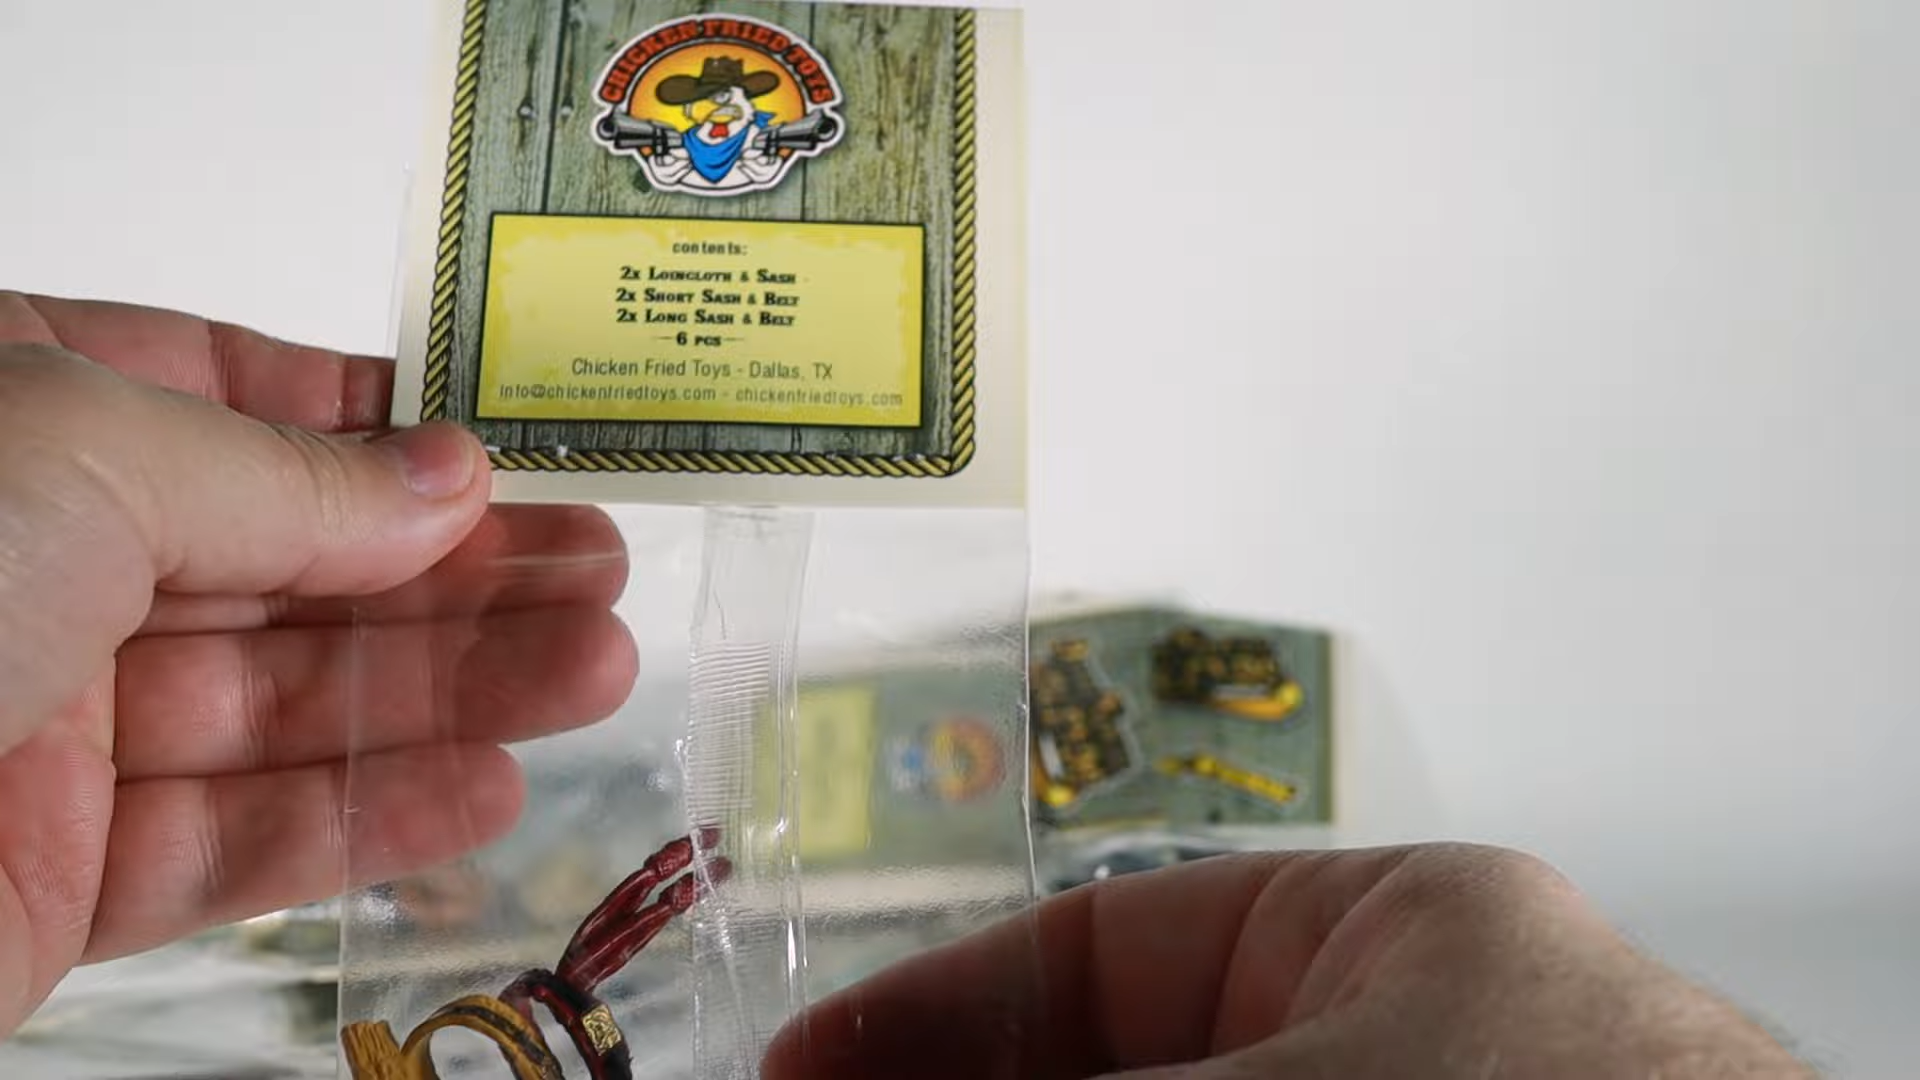 CHICKEN FRIED TOYS
contents:
2x LOINCLOTH & SASH
2x SHORT SASH & BELT
2x LONG SASH & BELT
— 6 PCS —
Chicken Fried Toys - Dallas, TX
info@chickenfriedtoys.com - chickenfriedtoys.com